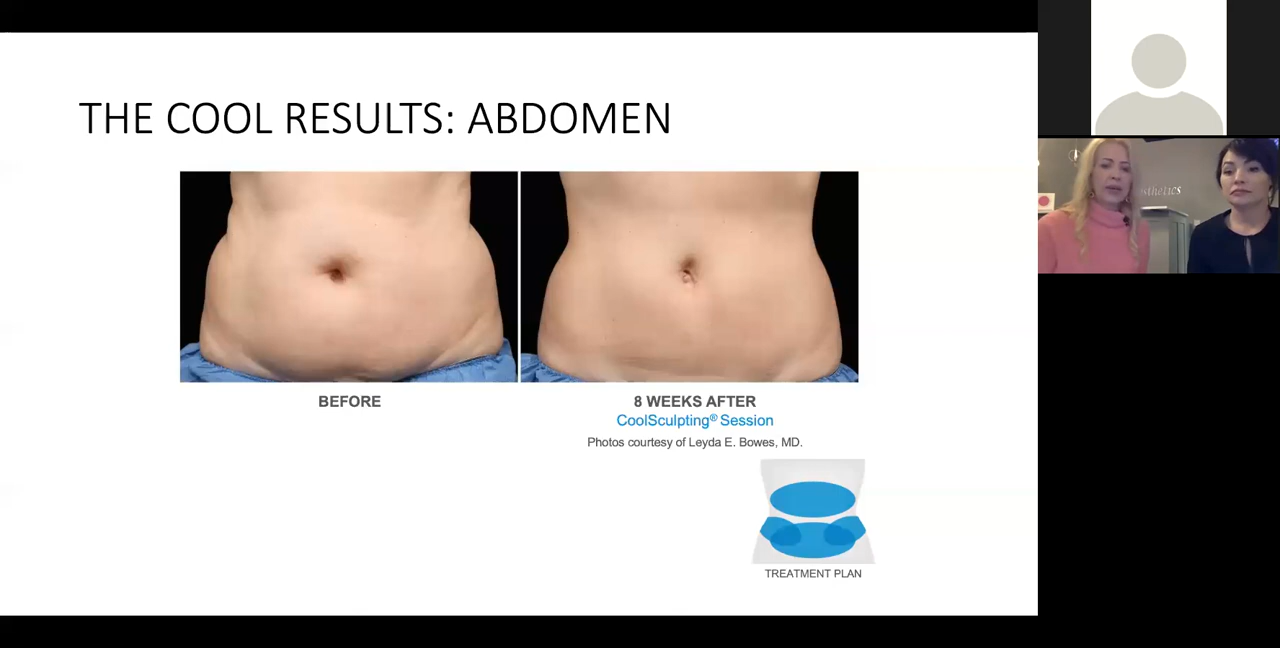 THE COOL RESULTS: ABDOMEN
BEFORE
8 WEEKS AFTER
CoolSculpting® Session
Photos courtesy of Leyda E. Bowes, MD.
TREATMENT PLAN